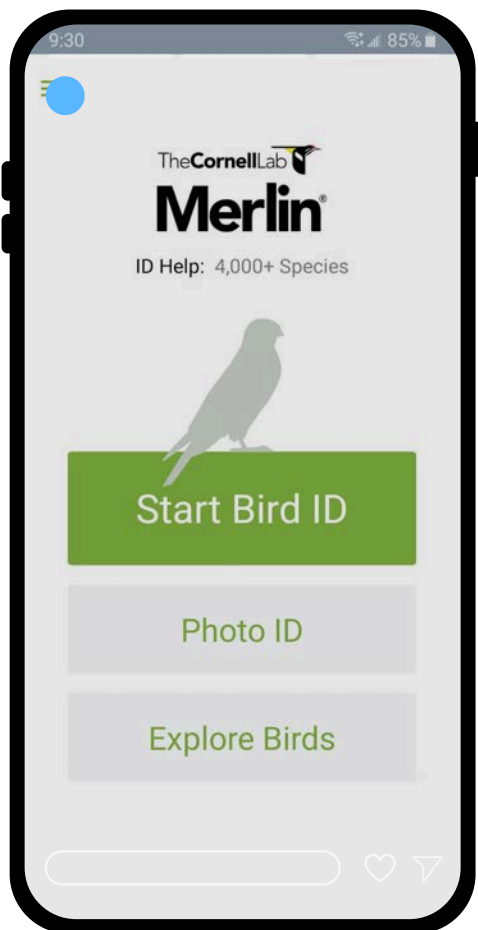 9:30 85%
TheCornellLab
Merlin®
ID Help: 4,000+ Species
Start Bird ID
Photo ID
Explore Birds